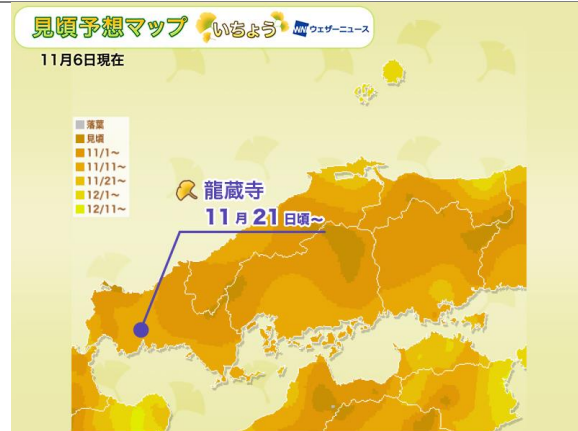 見頃予想マップ いちょう WNI ウェザーニュース
11月6日現在
落葉
見頃
11/1〜
11/11〜
11/21〜
12/1〜
12/11〜
龍蔵寺
11月21日頃〜